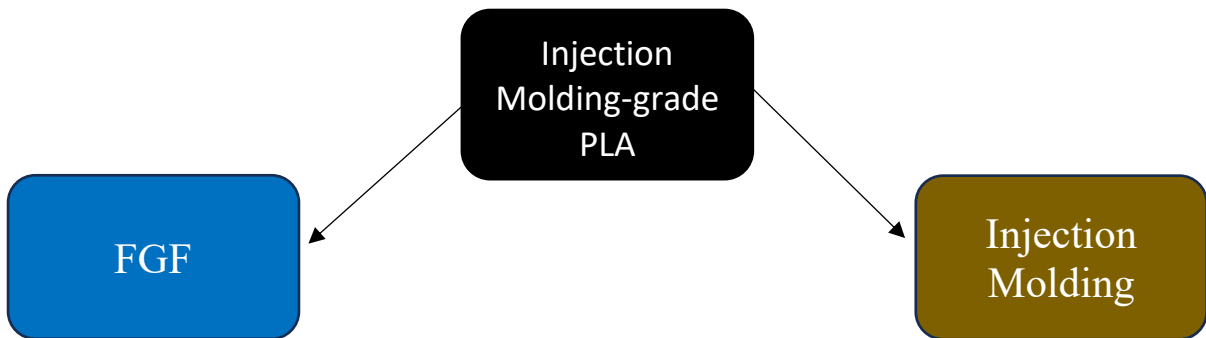 Injection
Molding-grade
PLA
FGF
Injection
Molding